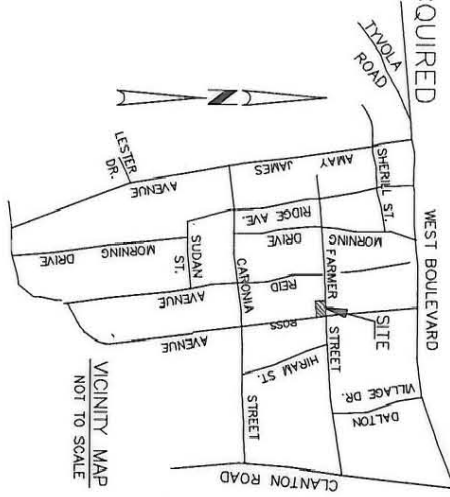 QUIRED
TYVOLA
ROAD
WEST BOULEVARD
SHERILL ST.
AMAY
JAMES
AVENUE
LESTER
DR.
RIDGE AVE.
MORNING
DRIVE
MORNING
DRIVE
SUDAN
ST.
CARONIA
STREET
REID
AVENUE
FARMER
STREET
SITE
ROSS
AVENUE
HIRAM ST.
VILLAGE DR.
DALTON
CLANTON ROAD
N
VICINITY MAP
NOT TO SCALE